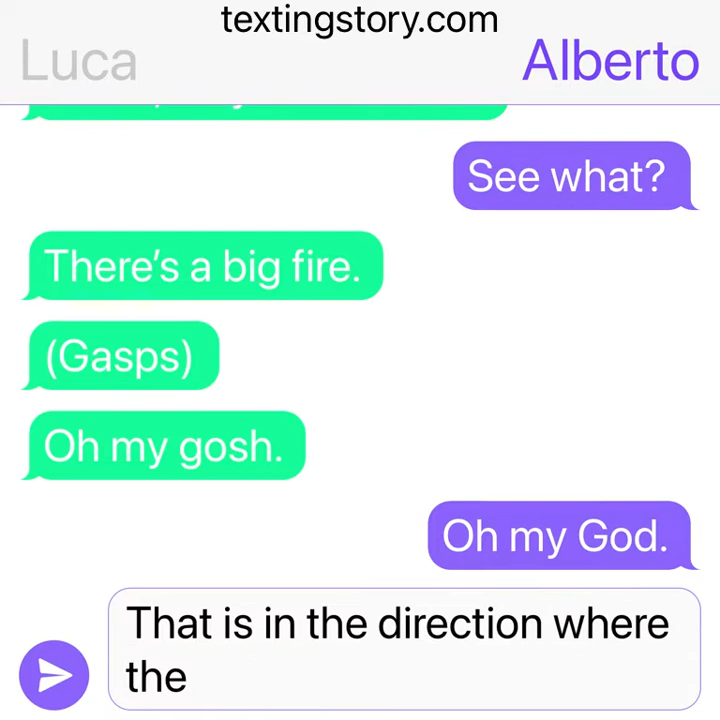 textingstory.com
Luca
Alberto
See what?
There's a big fire.
(Gasps)
Oh my gosh.
Oh my God.
That is in the direction where
the